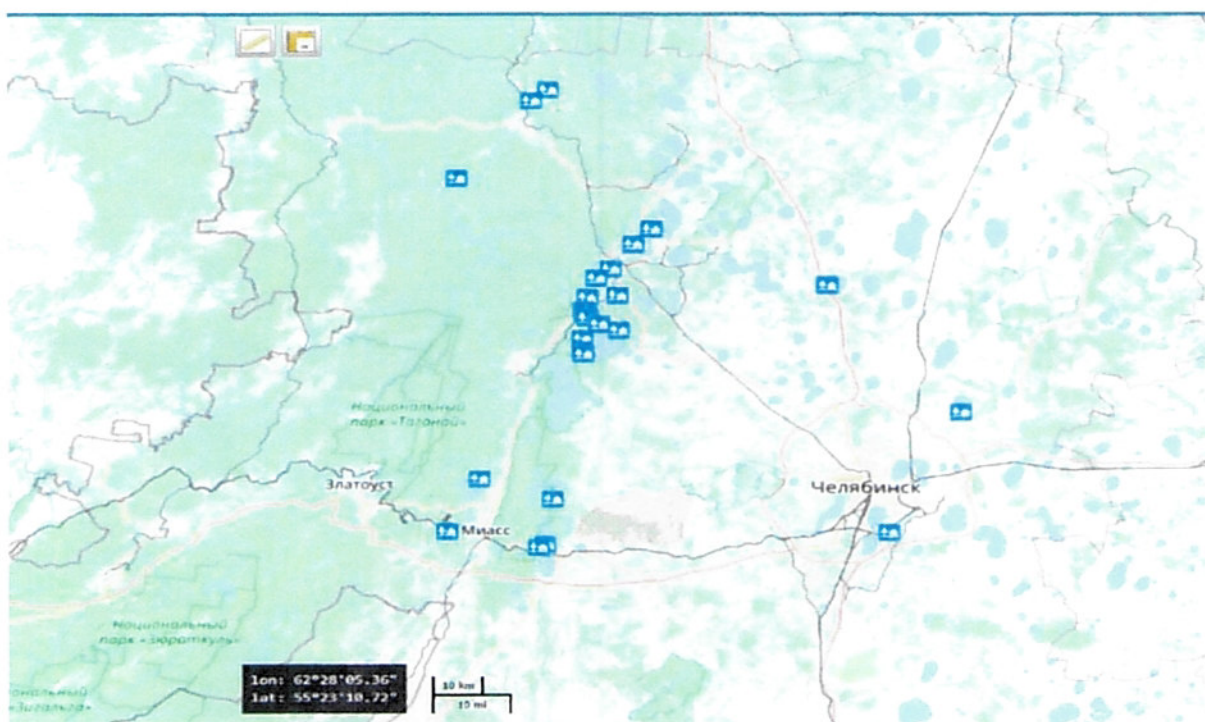 Национальный
парк «Таганай»
Златоуст
Челябинск
Миасс
Национальный
парк «Зюраткуль»
lon: 62°28'05.36"
lat: 55°23'10.72"
10 km
10 mi